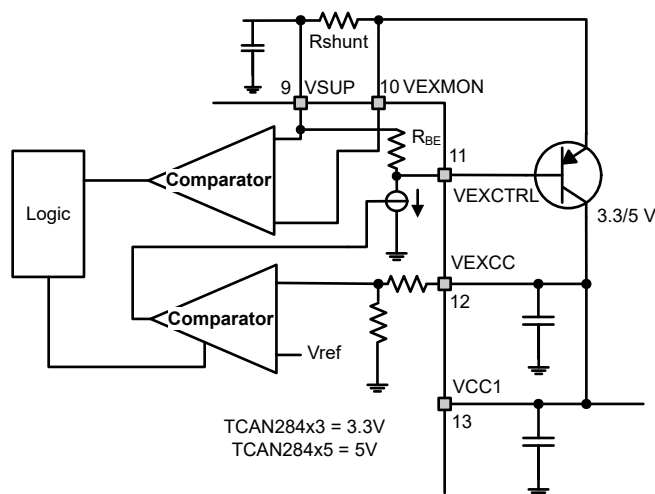 Rshunt
9 VSUP
10 VEXMON
RBE
11
Comparator
VEXCTRL
Logic
3.3/5 V
VEXCC
12
Comparator
Vref
VCC1
13
TCAN284x3 = 3.3V
TCAN284x5 = 5V